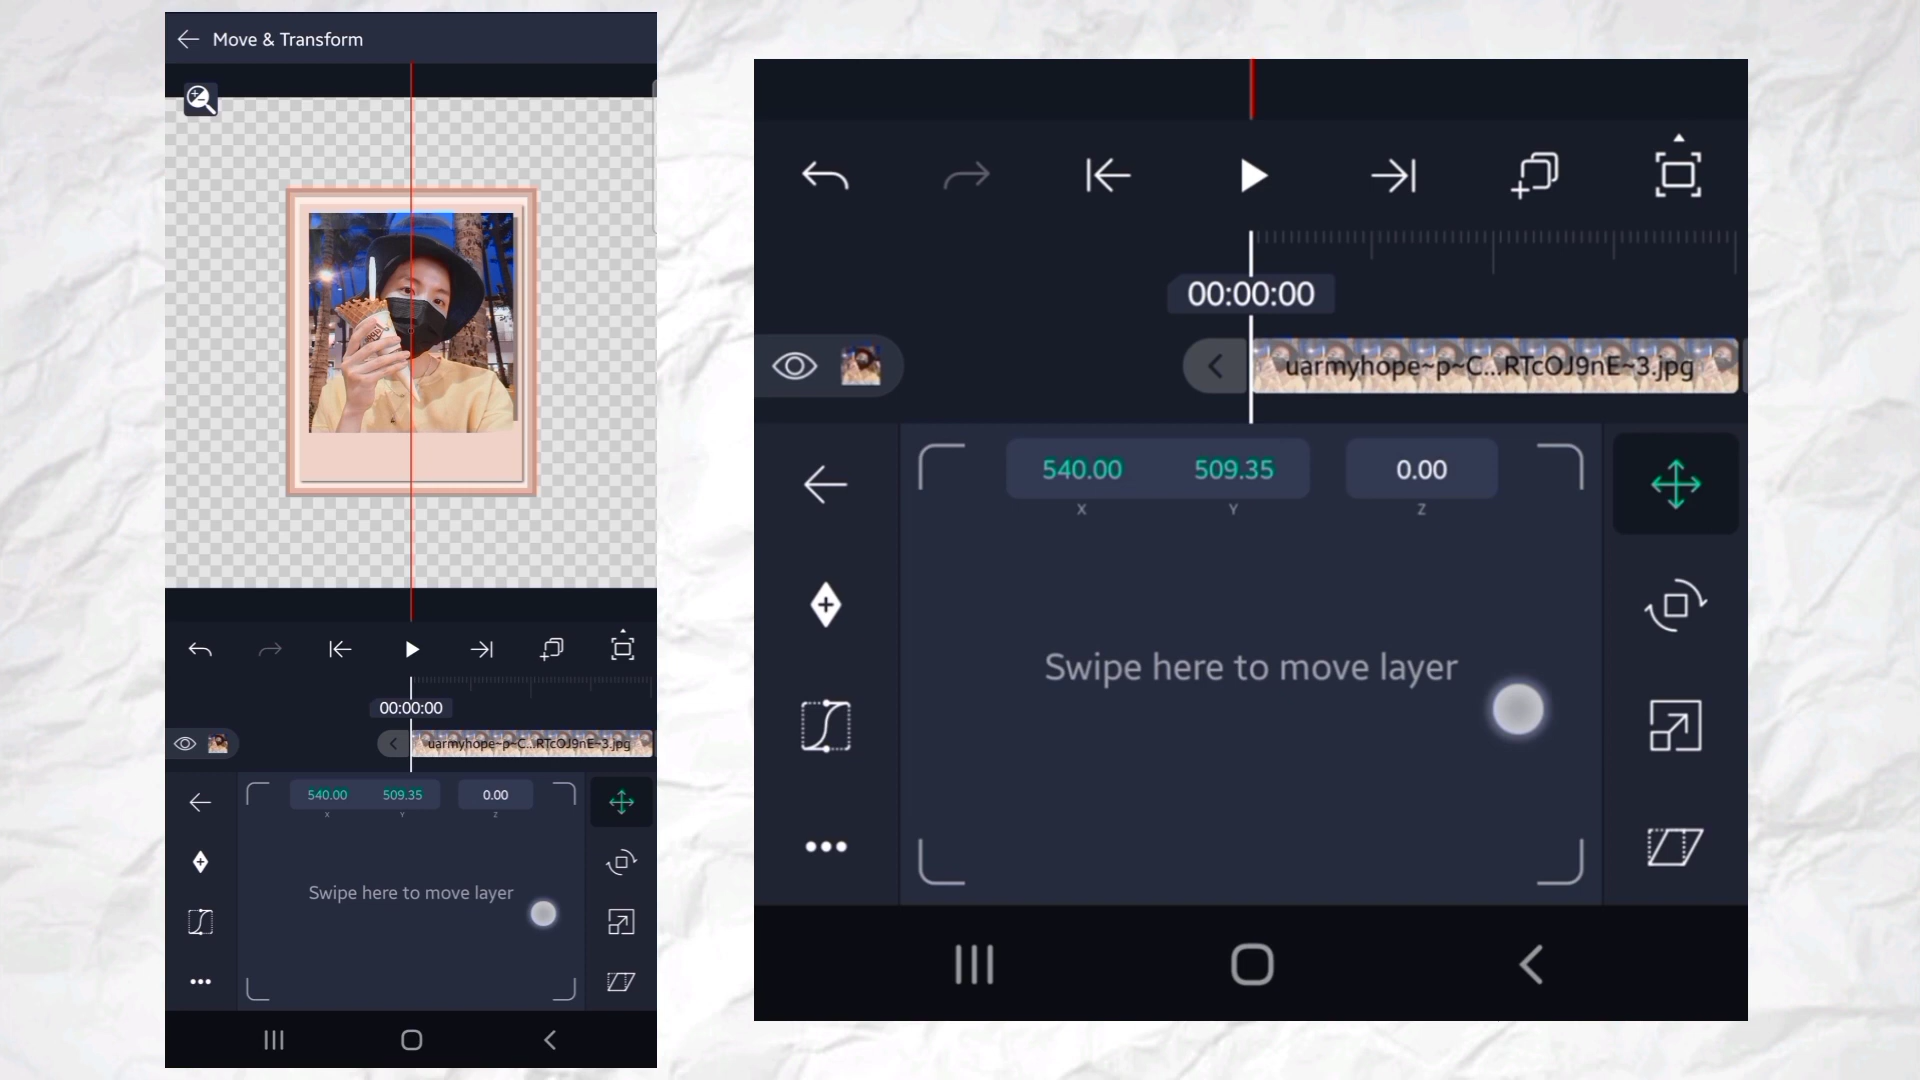 Move & Transform
00:00:00
uarmyhope~p~C...RTcOJ9nE~3.jpg
540.00 509.35 0.00
X Y Z
Swipe here to move layer
00:00:00
uarmyhope~p~C...RTcOJ9nE~3.jpg
540.00 509.35 0.00
X Y Z
Swipe here to move layer